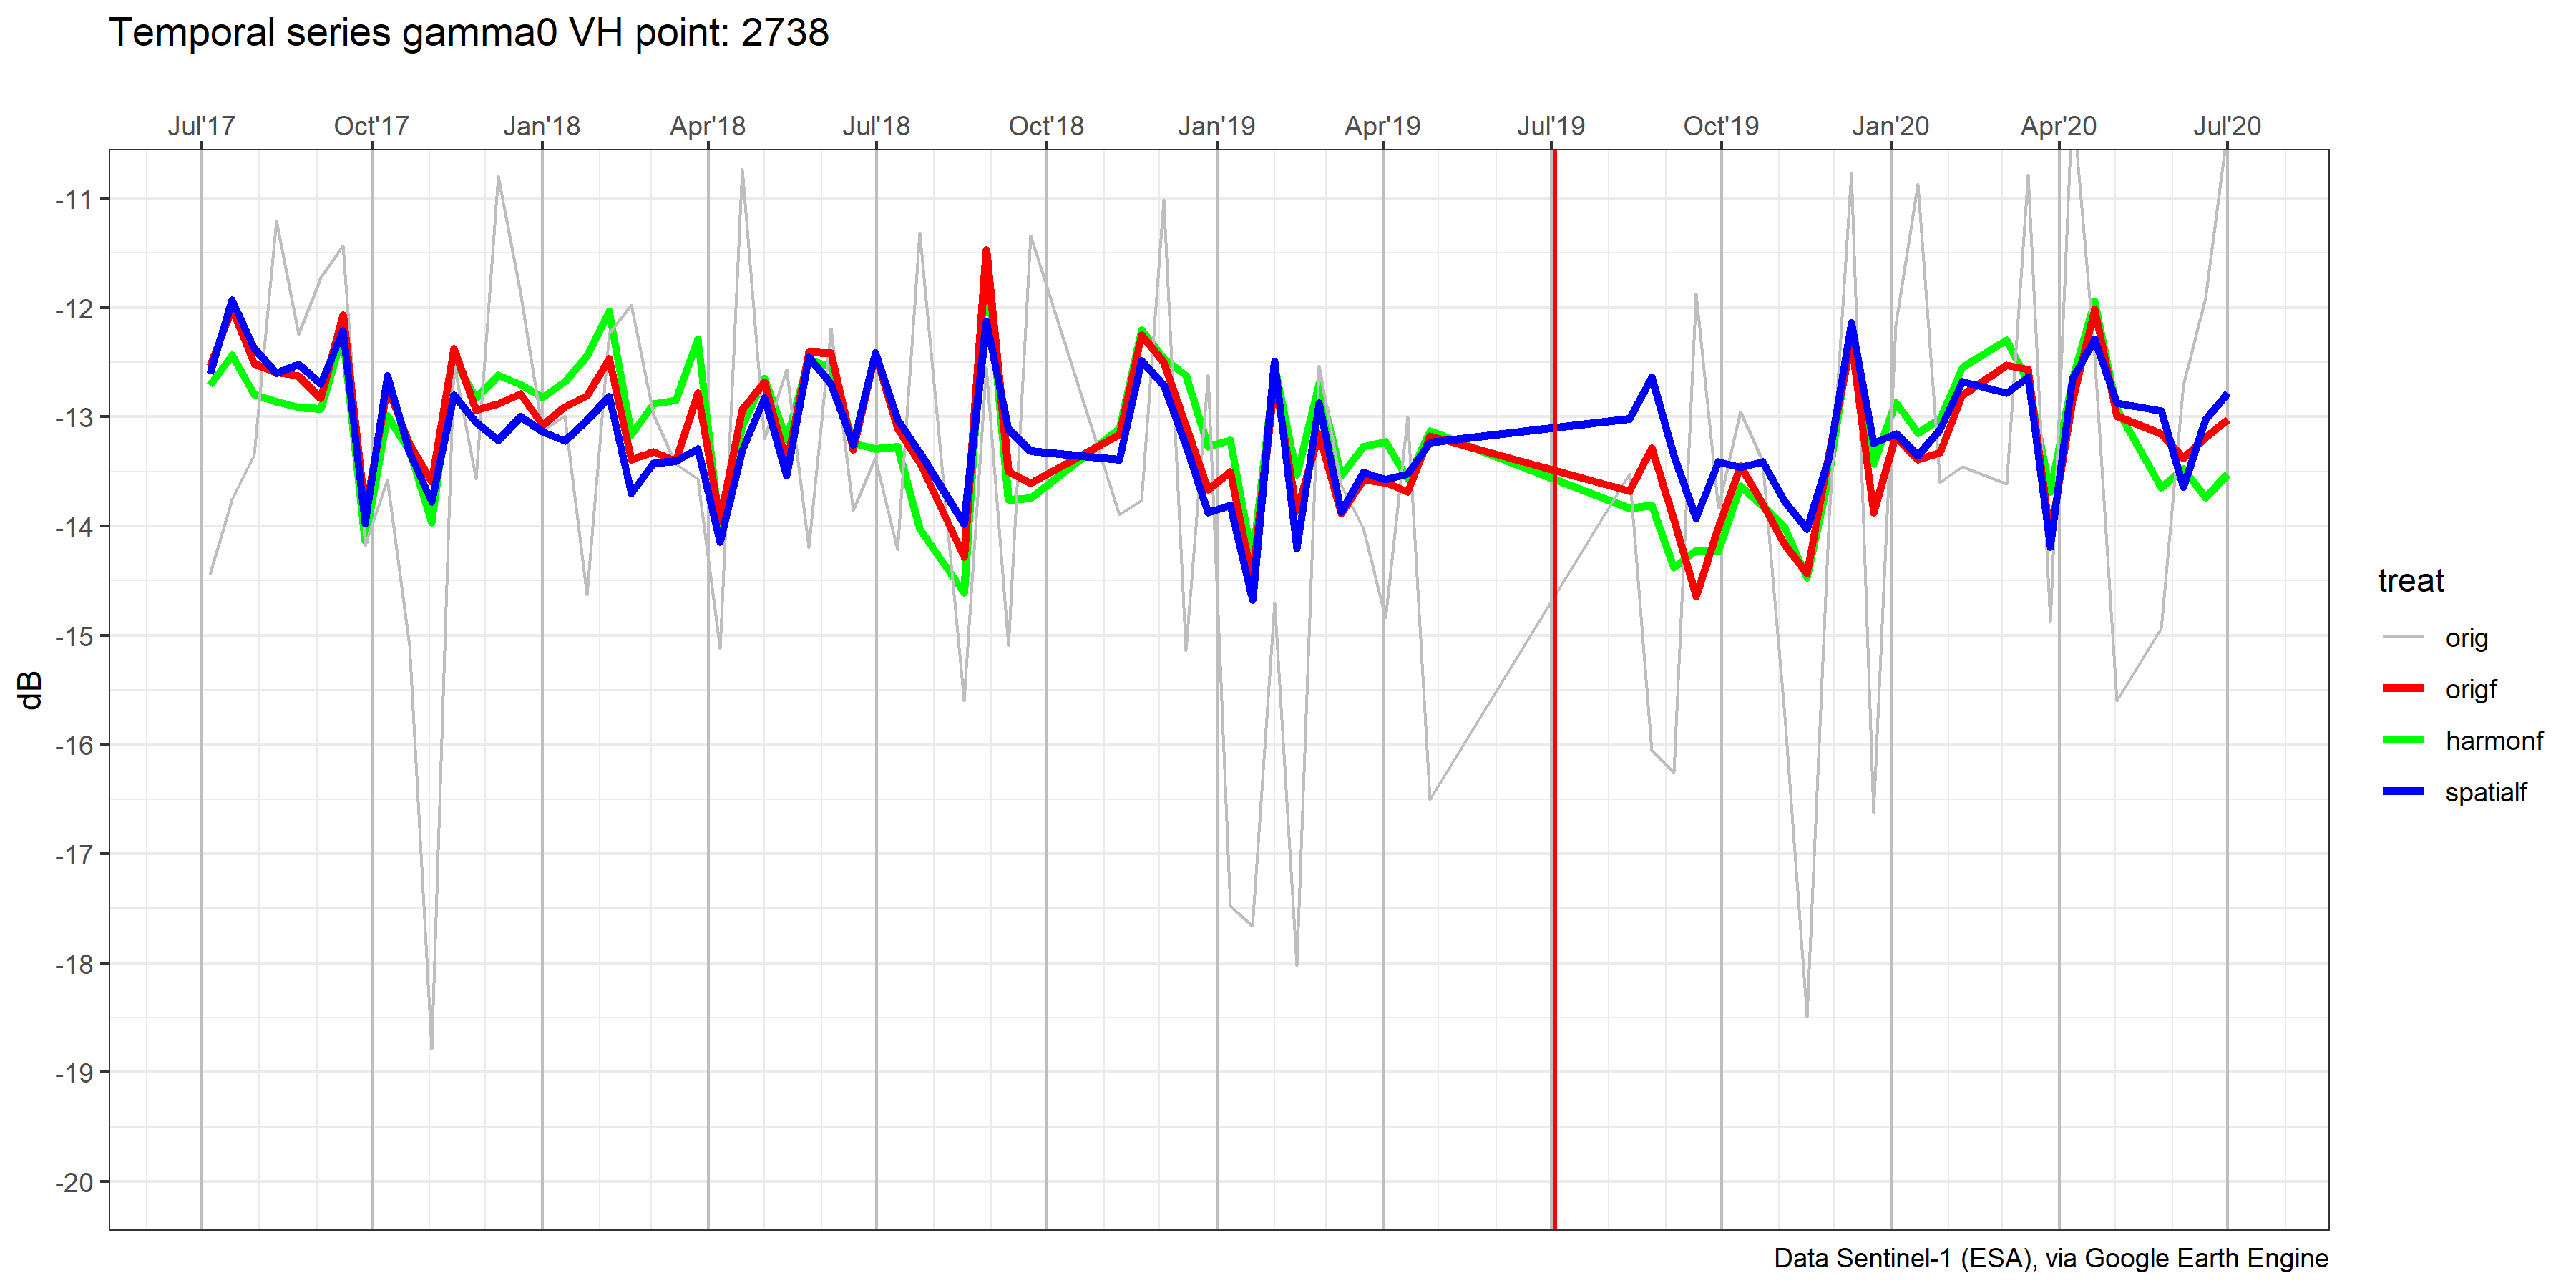 Temporal series gamma0 VH point: 2738
Jul'17 Oct'17 Jan'18 Apr'18 Jul'18 Oct'18 Jan'19 Apr'19 Jul'19 Oct'19 Jan'20 Apr'20 Jul'20
-11
-12
-13
-14
-15
-16
-17
-18
-19
-20
dB
treat
orig
origf
harmonf
spatialf
Data Sentinel-1 (ESA), via Google Earth Engine